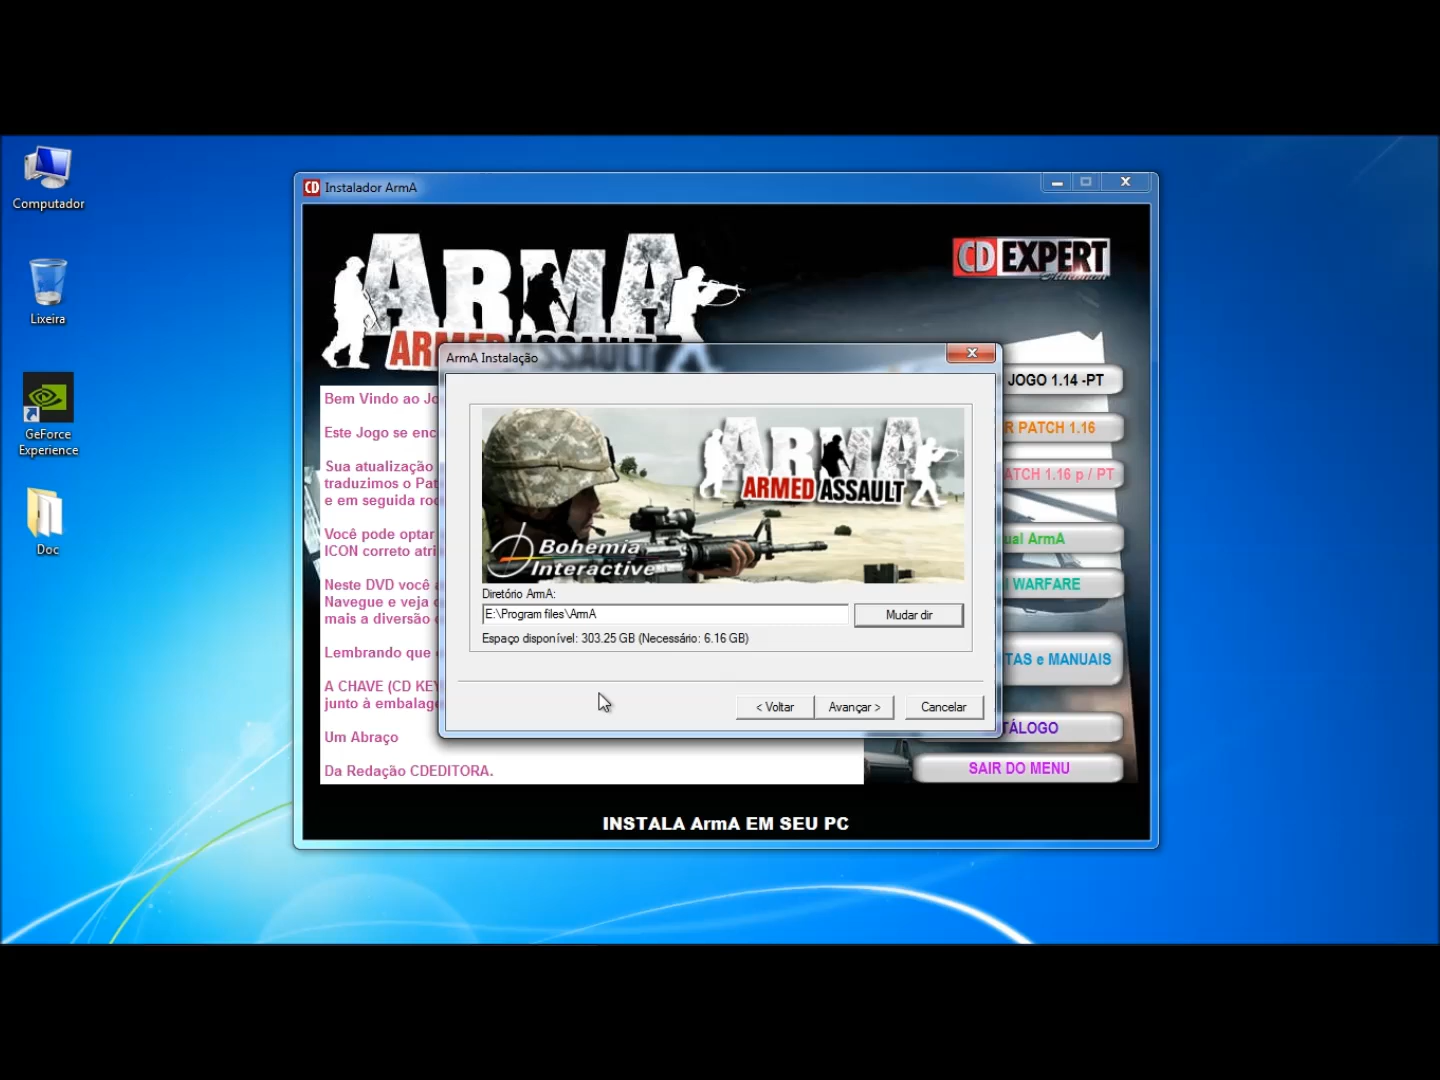 Computador
Lixeira
GeForce
Experience
Doc
CD Instalador ArmA
ARMA
ARMED ASSAULT
CD EXPERT
Bem Vindo ao Jo
Este Jogo se enc
Sua atualização
traduzimos o Pat
e em seguida
Você pode optar
ICON correto atri
Neste DVD você
Navegue e veja
mais a diversão
Lembrando que
A CHAVE (CD KEY
junto à embalage
Um Abraço
Da Redação CDEDITORA.
ArmA Instalação
ARMA
ARMED ASSAULT
Bohemia
Interactive
Diretório ArmA:
E:\Program files\ArmA
Mudar dir
Espaço disponível: 303.25 GB (Necessário: 6.16 GB)
< Voltar
Avançar >
Cancelar
JOGO 1.14 -PT
R PATCH 1.16
ATCH 1.16 p / PT
ual ArmA
WARFARE
TAS e MANUAIS
TÁLOGO
SAIR DO MENU
INSTALA ArmA EM SEU PC